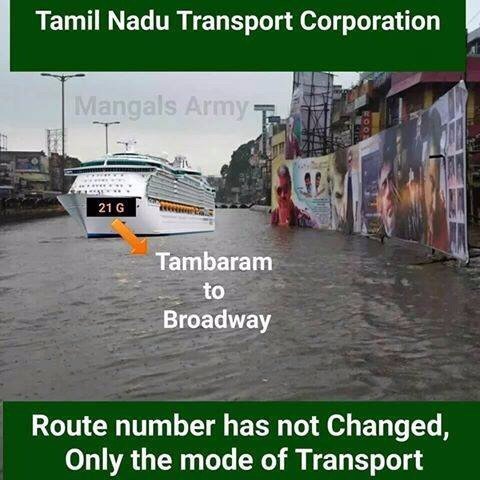 Tamil Nadu Transport Corporation
Mangals Army
21 G
Tambaram
to
Broadway
Route number has not Changed,
Only the mode of Transport